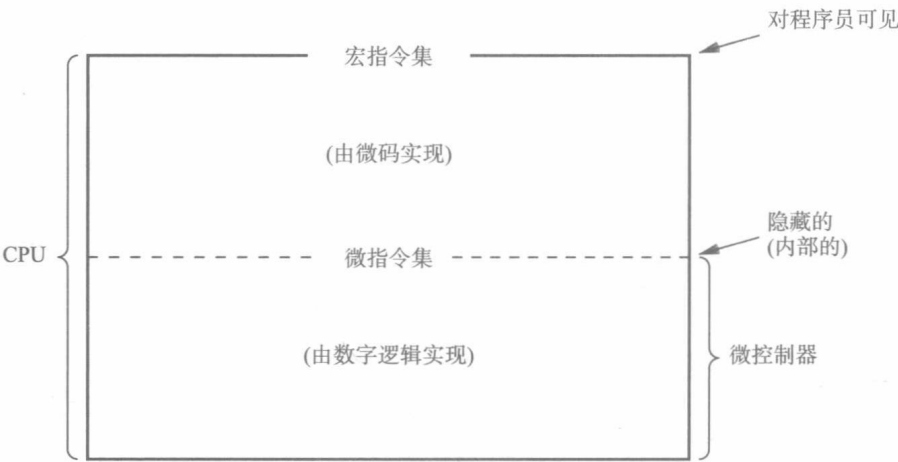 对程序员可见
宏指令集
(由微码实现)
隐藏的
(内部的)
CPU
微指令集
(由数字逻辑实现)
微控制器